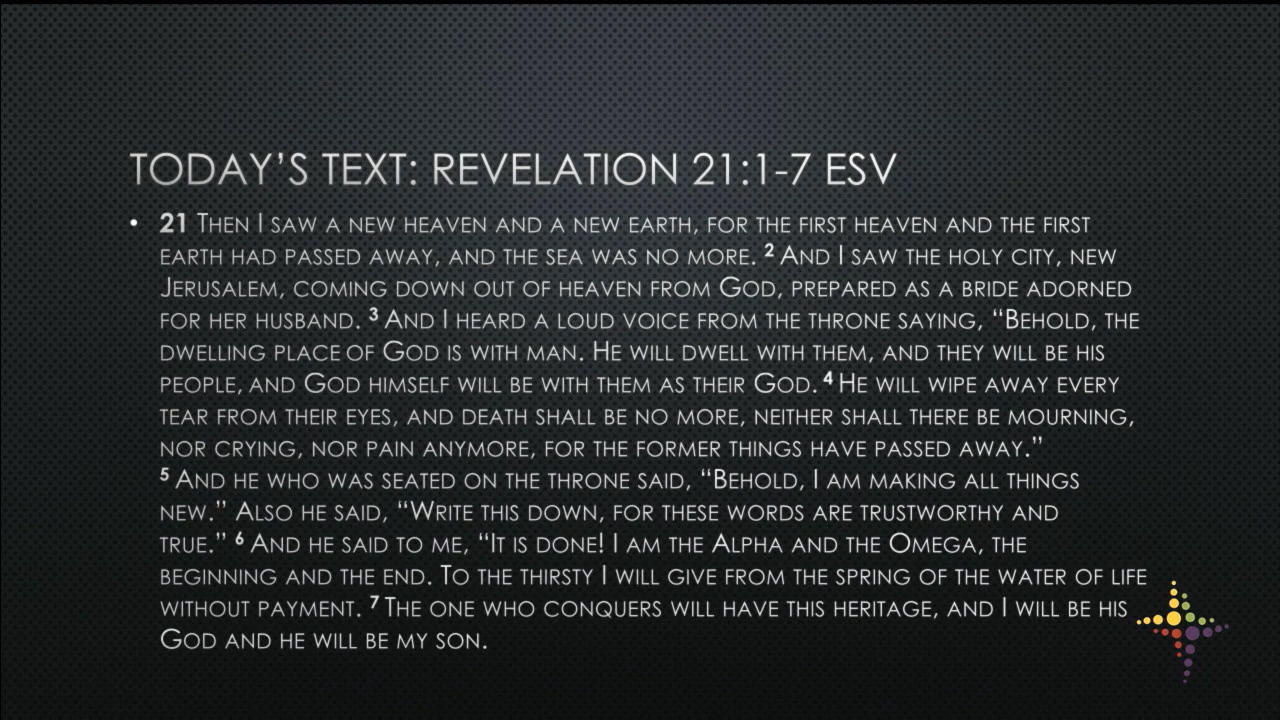 TODAY'S TEXT: REVELATION 21:1-7 ESV
• 21 THEN I SAW A NEW HEAVEN AND A NEW EARTH, FOR THE FIRST HEAVEN AND THE FIRST
EARTH HAD PASSED AWAY, AND THE SEA WAS NO MORE. 2 AND I SAW THE HOLY CITY, NEW
JERUSALEM, COMING DOWN OUT OF HEAVEN FROM GOD, PREPARED AS A BRIDE ADORNED
FOR HER HUSBAND. 3 AND I HEARD A LOUD VOICE FROM THE THRONE SAYING, “BEHOLD, THE
DWELLING PLACE OF GOD IS WITH MAN. HE WILL DWELL WITH THEM, AND THEY WILL BE HIS
PEOPLE, AND GOD HIMSELF WILL BE WITH THEM AS THEIR GOD. 4 HE WILL WIPE AWAY EVERY
TEAR FROM THEIR EYES, AND DEATH SHALL BE NO MORE, NEITHER SHALL THERE BE MOURNING,
NOR CRYING, NOR PAIN ANYMORE, FOR THE FORMER THINGS HAVE PASSED AWAY.”
5 AND HE WHO WAS SEATED ON THE THRONE SAID, “BEHOLD, I AM MAKING ALL THINGS
NEW.” ALSO HE SAID, “WRITE THIS DOWN, FOR THESE WORDS ARE TRUSTWORTHY AND
TRUE.” 6 AND HE SAID TO ME, “IT IS DONE! I AM THE ALPHA AND THE OMEGA, THE
BEGINNING AND THE END. TO THE THIRSTY I WILL GIVE FROM THE SPRING OF THE WATER OF LIFE
WITHOUT PAYMENT. 7 THE ONE WHO CONQUERS WILL HAVE THIS HERITAGE, AND I WILL BE HIS
GOD AND HE WILL BE MY SON.